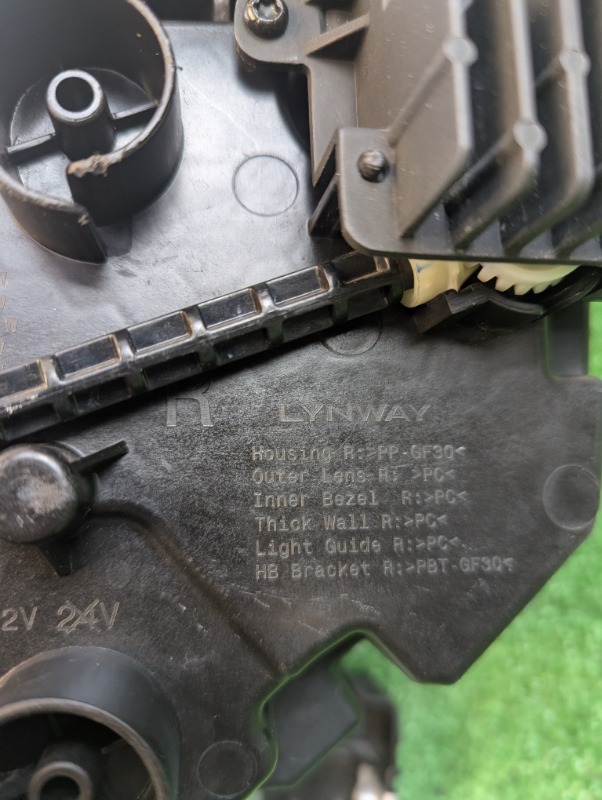 R LYNWAY
Housing R:>PP-GF30<
Outer Lens R: >PC<
Inner Bezel R:>PC<
Thick Wall R:>PC<
Light Guide R:>PC<
HB Bracket R:>PBT-GF30<
2V 24V